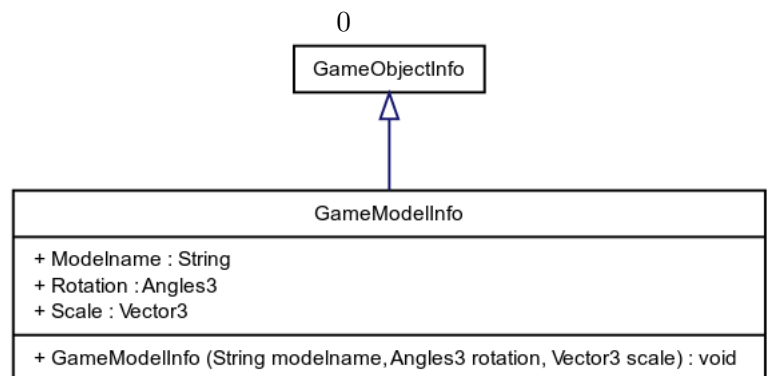 0
GameObjectInfo
GameModelInfo
+ Modelname : String
+ Rotation : Angles3
+ Scale : Vector3
+ GameModelInfo (String modelname, Angles3 rotation, Vector3 scale) : void